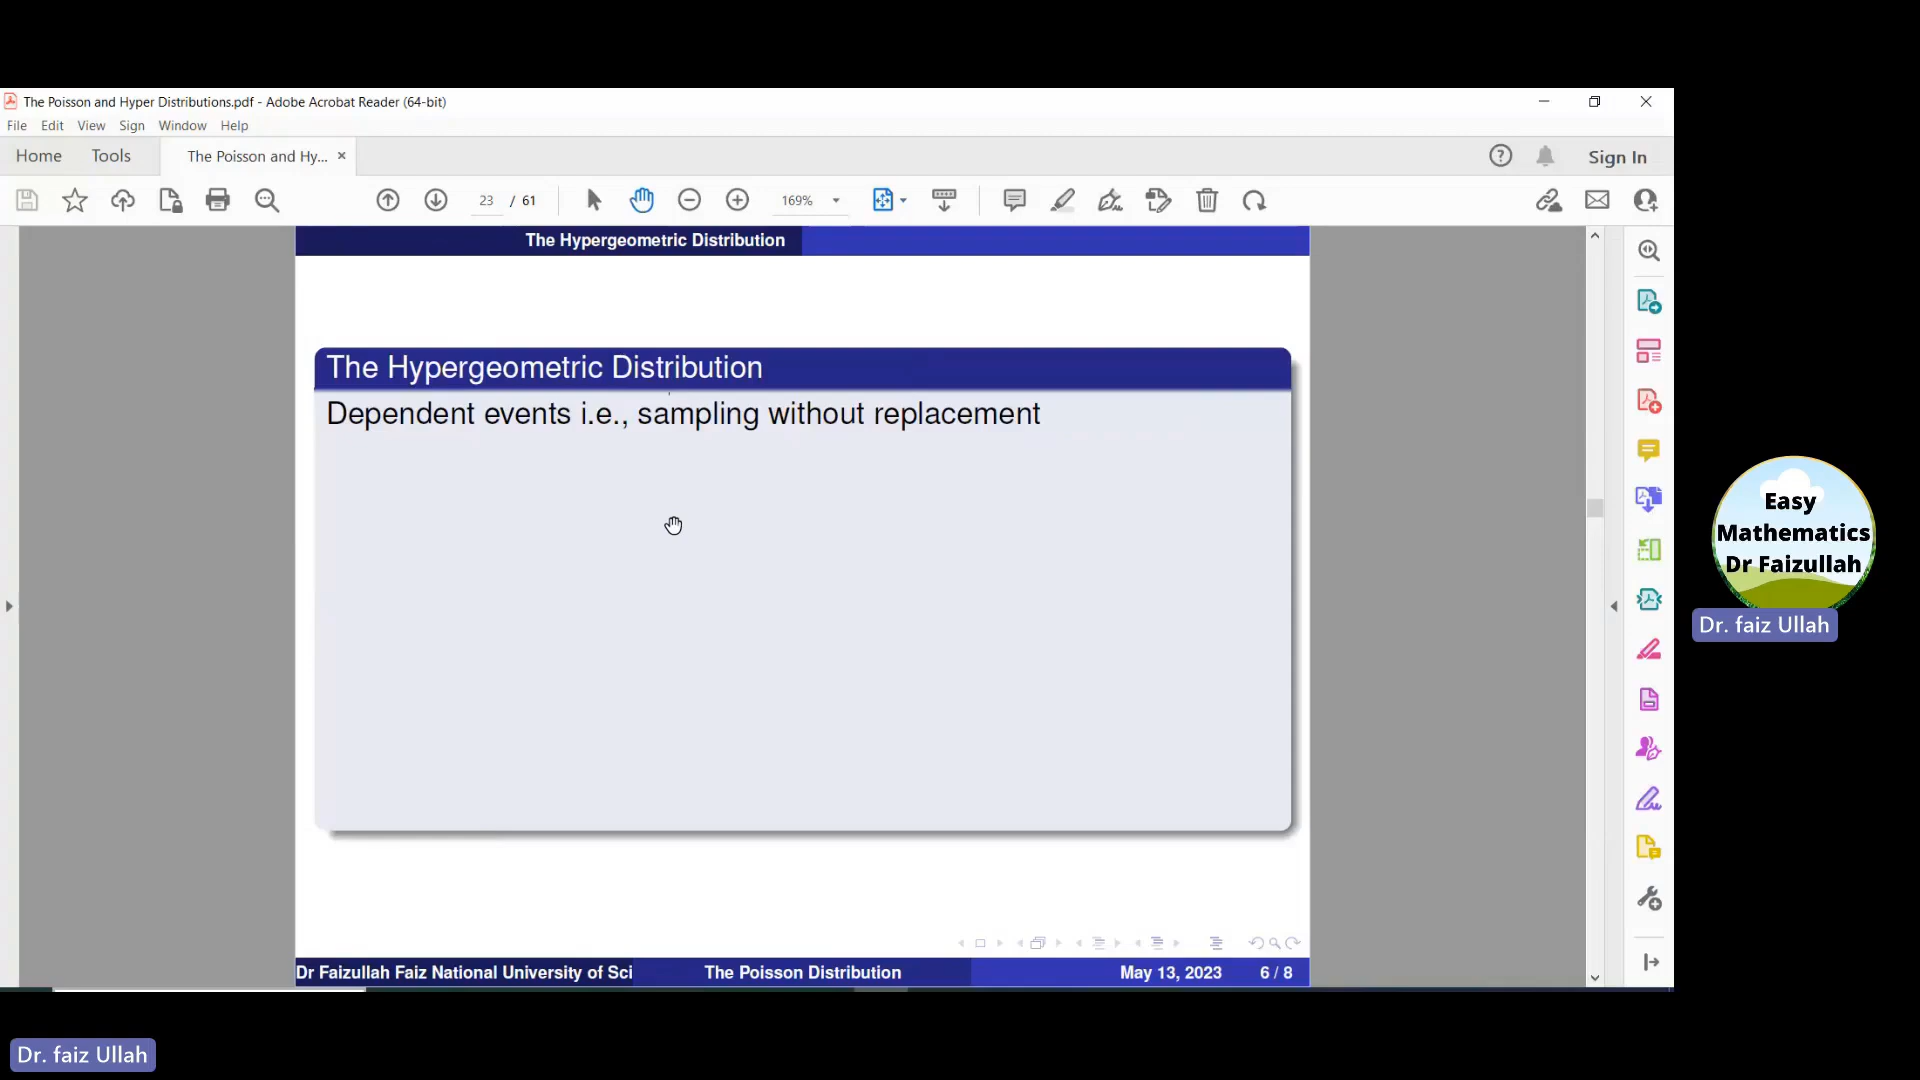 The Poisson and Hyper Distributions.pdf - Adobe Acrobat Reader (64-bit)
File Edit View Sign Window Help
Home Tools The Poisson and Hy... × Sign In
23 / 61 169%
The Hypergeometric Distribution
The Hypergeometric Distribution
Dependent events i.e., sampling without replacement
Easy
Mathematics
Dr Faizullah
Dr. faiz Ullah
Dr Faizullah Faiz National University of Sci The Poisson Distribution May 13, 2023 6 / 8
Dr. faiz Ullah